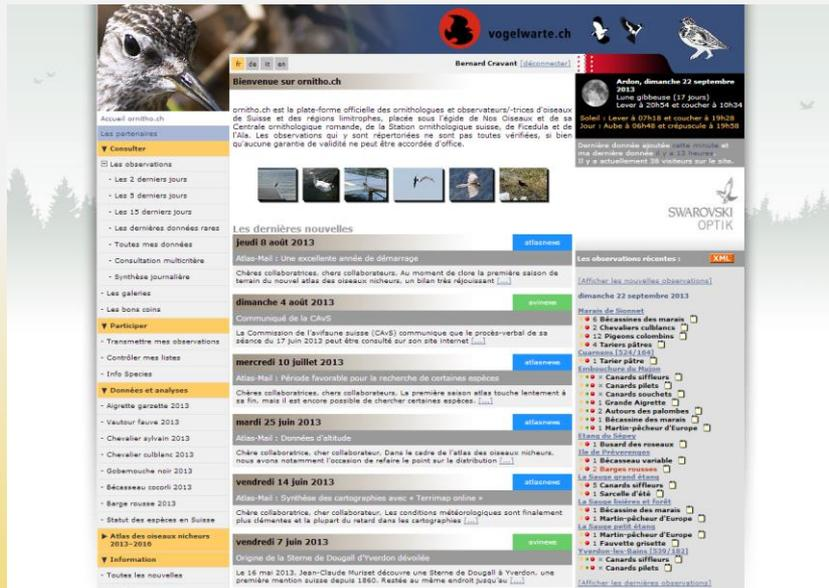 vogelwarte.ch
fr de it en
Bernard Cravant [déconnecter]
Bienvenue sur ornitho.ch
ornitho.ch est la plate-forme officielle des ornithologues et observateurs/-trices d'oiseaux
de Suisse et des régions limitrophes, placée sous l'égide de Nos Oiseaux et de sa
Centrale ornithologique romande, de la Station ornithologique suisse, de Ficedula et de
l'Ala. Les observations qui y sont répertoriées ne sont pas toutes vérifiées, si bien
qu'aucune garantie de validité ne peut être accordée d'office.
Accueil ornitho.ch
Les partenaires
▼ Consulter
Les observations
- Les 2 derniers jours
- Les 5 derniers jours
- Les 15 derniers jours
- Les dernières données rares
- Toutes mes données
- Consultation multicritère
- Synthèse journalière
- Les galeries
- Les bons coins
▼ Participer
- Transmettre mes observations
- Contrôler mes listes
- Info Species
▼ Données et analyses
- Aigrette garzette 2013
- Vautour fauve 2013
- Chevalier sylvain 2013
- Chevalier culblanc 2013
- Gobemouche noir 2013
- Bécasseau cocorli 2013
- Barge rousse 2013
- Statut des espèces en Suisse
▶ Atlas des oiseaux nicheurs
2013-2016
▼ Information
- Toutes les nouvelles
Les dernières nouvelles
jeudi 8 août 2013
atlasnews
Atlas-Mail : Une excellente année de démarrage
Chères collaboratrices, chers collaborateurs, Au moment de clore la première saison de
terrain du nouvel atlas des oiseaux nicheurs, un bilan très réjouissant [...]
dimanche 4 août 2013
avinews
Communiqué de la CAvS
La Commission de l'avifaune suisse (CAvS) communique que le procès-verbal de sa
séance du 17 juin 2013 peut être consulté sur son site internet [...]
mercredi 10 juillet 2013
atlasnews
Atlas-Mail : Période favorable pour la recherche de certaines espèces
Chères collaboratrices, chers collaborateurs, La première saison atlas touche lentement à
sa fin, mais il est encore possible de chercher certaines espèces. [...]
mardi 25 juin 2013
atlasnews
Atlas-Mail : Données d'altitude
Chère collaboratrice, cher collaborateur, Dans le cadre de l'atlas des oiseaux nicheurs,
nous avons notamment l'occasion de refaire le point sur la distribution [...]
vendredi 14 juin 2013
atlasnews
Atlas-Mail : Synthèse des cartographies avec « Terrimap online »
Chère collaboratrice, cher collaborateur, Les conditions météorologiques sont finalement
plus clémentes et la plupart du retard dans les cartographies [...]
vendredi 7 juin 2013
avinews
Origine de la Sterne de Dougall d'Yverdon dévoilée
Le 16 mai 2013, Jean-Claude Muriset découvre une Sterne de Dougall à Yverdon, une
première mention suisse depuis 1860. Restée au même endroit jusqu'au [...]
Ardon, dimanche 22 septembre
2013
Lune gibbeuse (17 jours)
Lever à 20h54 et coucher à 10h34
Soleil : Lever à 07h18 et coucher à 19h28
Jour : Aube à 06h48 et crépuscule à 19h58
Dernière donnée ajoutée cette minute et
ma dernière donnée il y a 13 heures.
Il y a actuellement 38 visiteurs sur le site.
SWAROVSKI
OPTIK
Les observations récentes :
XML
[Afficher les nouvelles observations]
dimanche 22 septembre 2013
Marais de Sionnet
6 Bécassines des marais
2 Chevaliers culblancs
12 Pigeons colombins
4 Tariers pâtres
Cuarnens [524/164]
1 Tarier pâtre
Embouchure du Mujon
× Canards siffleurs
× Canards pilets
× Canards souchets
1 Grande Aigrette
2 Autours des palombes
1 Bécassine des marais
1 Martin-pêcheur d'Europe
Etang du Sépey
1 Busard des roseaux
Ile de Préverenges
1 Bécasseau variable
2 Barges rousses
La Sauge grand étang
5 Canards siffleurs
1 Sarcelle d'été
La Sauge lisières et forêt
1 Bécassine des marais
1 Martin-pêcheur d'Europe
La Sauge petit étang
1 Martin-pêcheur d'Europe
1 Fauvette grisette
Yverdon-les-Bains [539/182]
× Canards siffleurs
× Canards pilets
[Afficher les dernières observations]